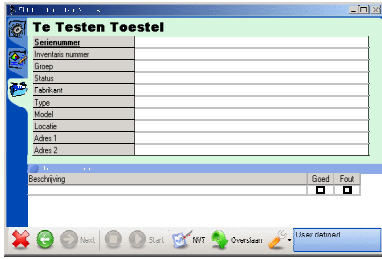 Te Testen Toestel
Serienummer
Inventaris nummer
Groep
Status
Fabrikant
Type
Model
Locatie
Adres 1
Adres 2
Beschrijving Goed Fout
Next Start NVT Overslaan User defined